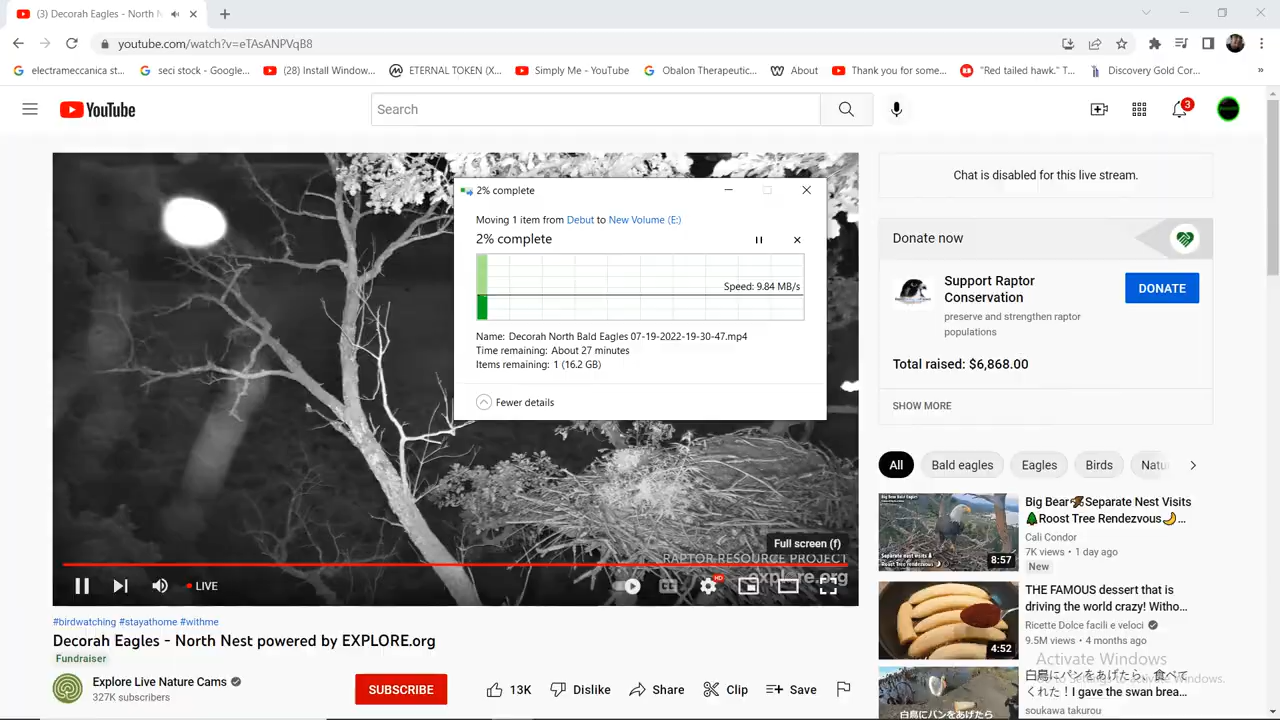 (3) Decorah Eagles - North N
youtube.com/watch?v=eTAsANPVqB8
electrameccanica st...
seci stock - Google...
(28) Install Window...
ETERNAL TOKEN (X...
Simply Me - YouTube
Obalon Therapeutic...
About
Thank you for some...
"Red tailed hawk." T...
Discovery Gold Cor...
»
YouTube
Search
3
2% complete
Moving 1 item from Debut to New Volume (E:)
2% complete
Speed: 9.84 MB/s
Name: Decorah North Bald Eagles 07-19-2022-19-30-47.mp4
Time remaining: About 27 minutes
Items remaining: 1 (16.2 GB)
Fewer details
Full screen (f)
RAPTOR RESOURCE PROJECT
explore.org
LIVE
HD
#birdwatching #stayathome #withme
Decorah Eagles - North Nest powered by EXPLORE.org
Fundraiser
Explore Live Nature Cams
327K subscribers
SUBSCRIBE
13K
Dislike
Share
Clip
Save
Chat is disabled for this live stream.
Donate now
Support Raptor
Conservation
preserve and strengthen raptor
populations
DONATE
Total raised: $6,868.00
SHOW MORE
All
Bald eagles
Eagles
Birds
Natu
Big Bear🐻Separate Nest Visits
🌲Roost Tree Rendezvous🌙...
Cali Condor
7K views • 1 day ago
New
8:57
THE FAMOUS dessert that is
driving the world crazy! Witho...
Ricette Dolce facili e veloci
9.5M views • 4 months ago
4:52
Activate Windows
白鳥にパンをあげたら、食べて
くれた！I gave the swan brea...
soukawa takurou
白鳥にパンをあげたら